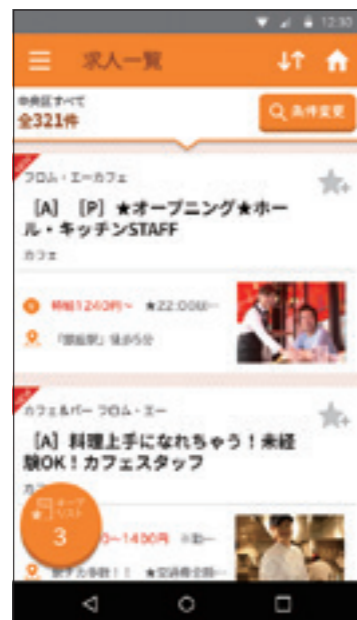 12:30
求人一覧
中央区すべて
全321件
条件変更
フロム・エーカフェ
[A] [P] ★オープニング★ホー
ル・キッチンSTAFF
カフェ
時給1240円〜 ★22:00以…
「銀座駅」徒歩5分
カフェ&バー フロム・エー
[A] 料理上手になれちゃう！未経
験OK！カフェスタッフ
キープ
リスト
3
〜1400円